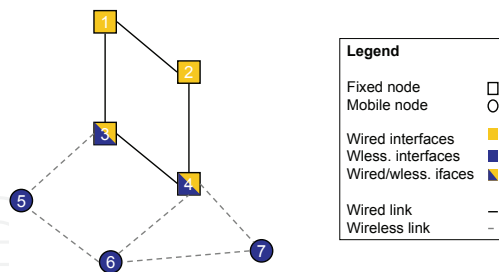 1
2
3
4
5
6
7
Legend
Fixed node
Mobile node
Wired interfaces
Wless. interfaces
Wired/wless. ifaces
Wired link
Wireless link